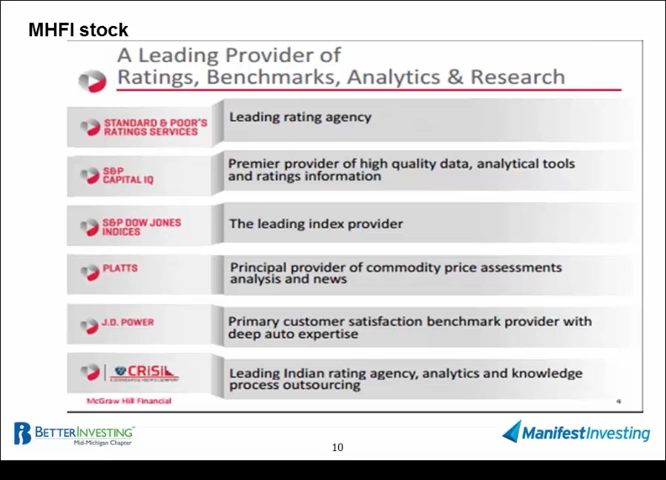 MHFI stock
A Leading Provider of
Ratings, Benchmarks, Analytics & Research
STANDARD & POOR'S
RATINGS SERVICES
Leading rating agency
S&P
CAPITAL IQ
Premier provider of high quality data, analytical tools
and ratings information
S&P DOW JONES
INDICES
The leading index provider
PLATTS
Principal provider of commodity price assessments
analysis and news
J.D. POWER
Primary customer satisfaction benchmark provider with
deep auto expertise
CRISIL
Leading Indian rating agency, analytics and knowledge
process outsourcing
McGraw Hill Financial
BETTERINVESTING
Mid-Michigan Chapter
10
ManifestInvesting